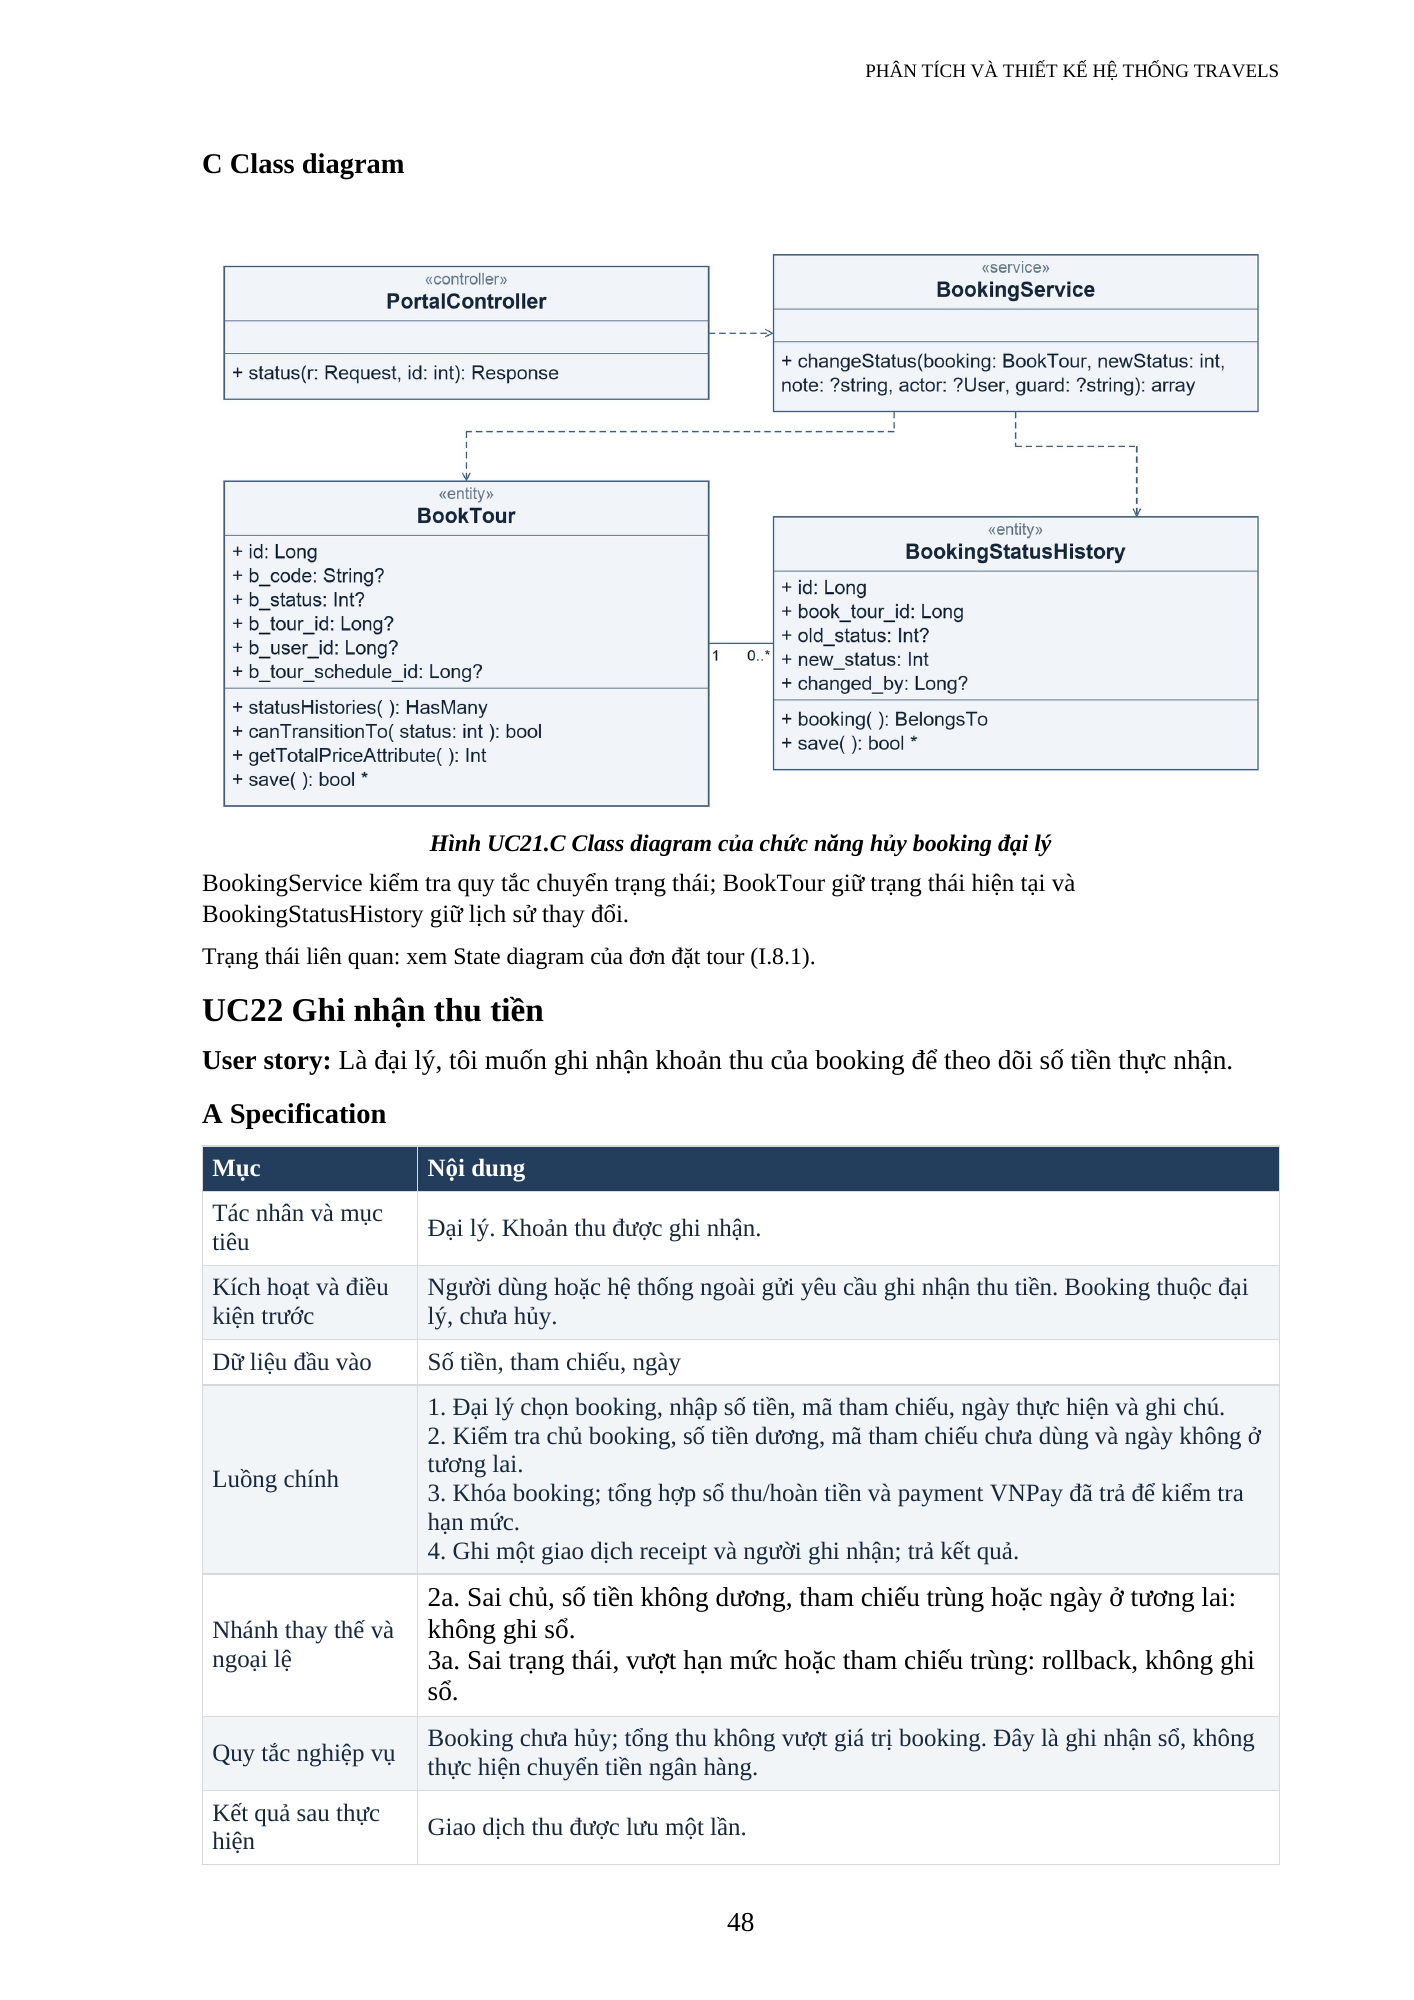 PHÂN TÍCH VÀ THIẾT KẾ HỆ THỐNG TRAVELS
C Class diagram
«controller»
PortalController
+ status(r: Request, id: int): Response
«service»
BookingService
+ changeStatus(booking: BookTour, newStatus: int,
note: ?string, actor: ?User, guard: ?string): array
«entity»
BookTour
+ id: Long
+ b_code: String?
+ b_status: Int?
+ b_tour_id: Long?
+ b_user_id: Long?
+ b_tour_schedule_id: Long?
+ statusHistories( ): HasMany
+ canTransitionTo( status: int ): bool
+ getTotalPriceAttribute( ): Int
+ save( ): bool *
1 0..*
«entity»
BookingStatusHistory
+ id: Long
+ book_tour_id: Long
+ old_status: Int?
+ new_status: Int
+ changed_by: Long?
+ booking( ): BelongsTo
+ save( ): bool *
Hình UC21.C Class diagram của chức năng hủy booking đại lý
BookingService kiểm tra quy tắc chuyển trạng thái; BookTour giữ trạng thái hiện tại và
BookingStatusHistory giữ lịch sử thay đổi.
Trạng thái liên quan: xem State diagram của đơn đặt tour (I.8.1).
UC22 Ghi nhận thu tiền
User story: Là đại lý, tôi muốn ghi nhận khoản thu của booking để theo dõi số tiền thực nhận.
A Specification
Mục Nội dung
Tác nhân và mục
tiêu
Đại lý. Khoản thu được ghi nhận.
Kích hoạt và điều
kiện trước
Người dùng hoặc hệ thống ngoài gửi yêu cầu ghi nhận thu tiền. Booking thuộc đại
lý, chưa hủy.
Dữ liệu đầu vào
Số tiền, tham chiếu, ngày
Luồng chính
1. Đại lý chọn booking, nhập số tiền, mã tham chiếu, ngày thực hiện và ghi chú.
2. Kiểm tra chủ booking, số tiền dương, mã tham chiếu chưa dùng và ngày không ở
tương lai.
3. Khóa booking; tổng hợp sổ thu/hoàn tiền và payment VNPay đã trả để kiểm tra
hạn mức.
4. Ghi một giao dịch receipt và người ghi nhận; trả kết quả.
Nhánh thay thế và
ngoại lệ
2a. Sai chủ, số tiền không dương, tham chiếu trùng hoặc ngày ở tương lai:
không ghi sổ.
3a. Sai trạng thái, vượt hạn mức hoặc tham chiếu trùng: rollback, không ghi
sổ.
Quy tắc nghiệp vụ
Booking chưa hủy; tổng thu không vượt giá trị booking. Đây là ghi nhận sổ, không
thực hiện chuyển tiền ngân hàng.
Kết quả sau thực
hiện
Giao dịch thu được lưu một lần.
48